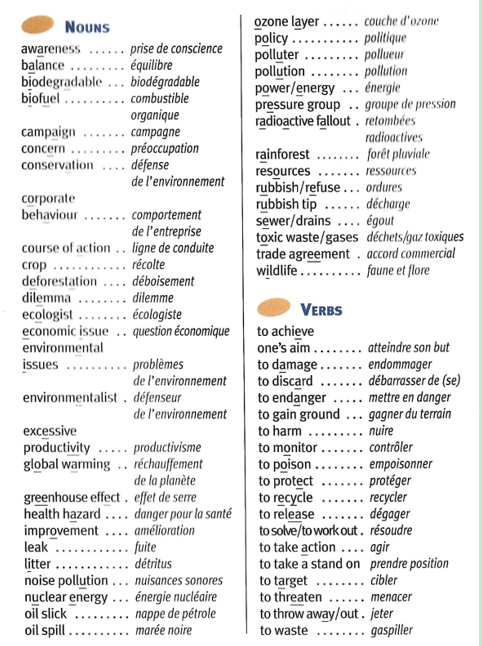 NOUNS
awareness ...... prise de conscience
balance ......... équilibre
biodegradable ... biodégradable
biofuel .......... combustible
organique
campaign ....... campagne
concern ......... préoccupation
conservation .... défense
de l'environnement
corporate
behaviour ....... comportement
de l'entreprise
course of action .. ligne de conduite
crop ............ récolte
deforestation .... déboisement
dilemma ........ dilemme
ecologist ........ écologiste
economic issue .. question économique
environmental
issues .......... problèmes
de l'environnement
environmentalist . défenseur
de l'environnement
excessive
productivity ..... productivisme
global warming .. réchauffement
de la planète
greenhouse effect . effet de serre
health hazard .... danger pour la santé
improvement .... amélioration
leak ........... fuite
litter ........... détritus
noise pollution ... nuisances sonores
nuclear energy ... énergie nucléaire
oil slick ......... nappe de pétrole
oil spill .......... marée noire
ozone layer ...... couche d'ozone
policy ........... politique
polluter ......... pollueur
pollution ........ pollution
power/energy ... énergie
pressure group .. groupe de pression
radioactive fallout . retombées
radioactives
rainforest ........ forêt pluviale
resources ....... ressources
rubbish/refuse ... ordures
rubbish tip ...... décharge
sewer/drains .... égout
toxic waste/gases déchets/gaz toxiques
trade agreement . accord commercial
wildlife .......... faune et flore
VERBS
to achieve
one's aim ........ atteindre son but
to damage ....... endommager
to discard ....... débarrasser de (se)
to endanger ..... mettre en danger
to gain ground ... gagner du terrain
to harm ......... nuire
to monitor ....... contrôler
to poison ........ empoisonner
to protect ....... protéger
to recycle ....... recycler
to release ....... dégager
to solve/to work out . résoudre
to take action .... agir
to take a stand on prendre position
to target ........ cibler
to threaten ...... menacer
to throw away/out . jeter
to waste ........ gaspiller